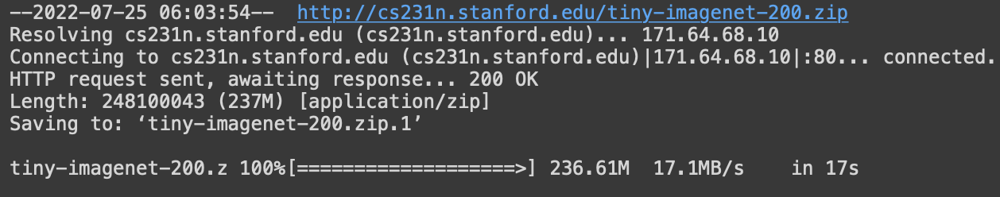 --2022-07-25 06:03:54--  http://cs231n.stanford.edu/tiny-imagenet-200.zip
Resolving cs231n.stanford.edu (cs231n.stanford.edu)... 171.64.68.10
Connecting to cs231n.stanford.edu (cs231n.stanford.edu)|171.64.68.10|:80... connected.
HTTP request sent, awaiting response... 200 OK
Length: 248100043 (237M) [application/zip]
Saving to: ‘tiny-imagenet-200.zip.1’
tiny-imagenet-200.z 100%[===================>] 236.61M  17.1MB/s    in 17s